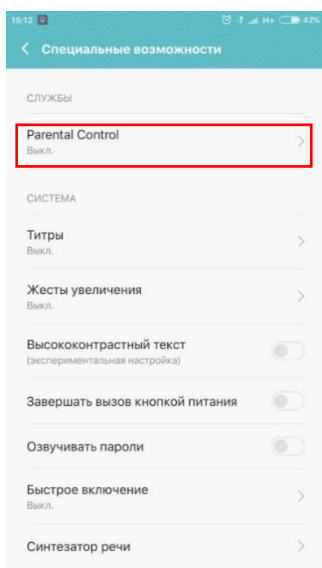 15:12 H+ 42%
Специальные возможности
СЛУЖБЫ
Parental Control
Выкл.
СИСТЕМА
Титры
Выкл.
Жесты увеличения
Выкл.
Высококонтрастный текст
(экспериментальная настройка)
Завершать вызов кнопкой питания
Озвучивать пароли
Быстрое включение
Выкл.
Синтезатор речи